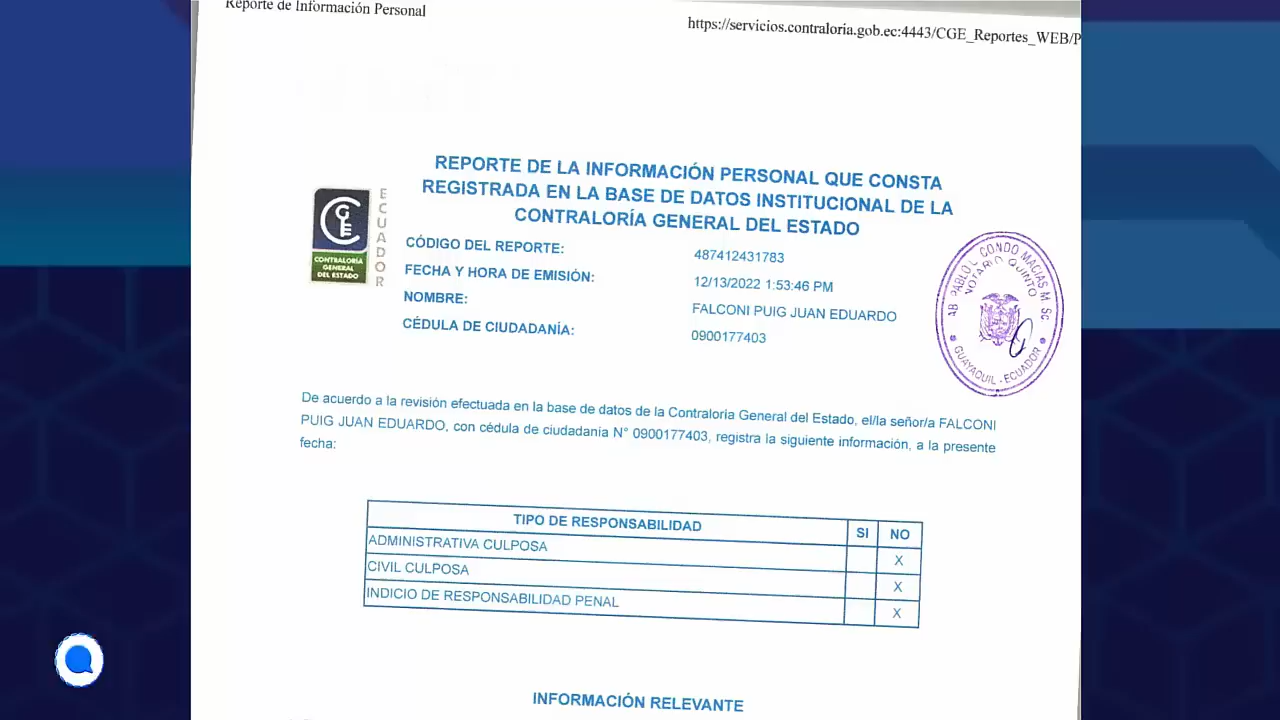 Reporte de Información Personal
https://servicios.contraloria.gob.ec:4443/CGE_Reportes_WEB/P
REPORTE DE LA INFORMACIÓN PERSONAL QUE CONSTA
REGISTRADA EN LA BASE DE DATOS INSTITUCIONAL DE LA
CONTRALORÍA GENERAL DEL ESTADO
CGE
CONTRALORÍA
GENERAL
DEL ESTADO
ECUADOR
CÓDIGO DEL REPORTE: 487412431783
FECHA Y HORA DE EMISIÓN: 12/13/2022 1:53:46 PM
NOMBRE: FALCONI PUIG JUAN EDUARDO
CÉDULA DE CIUDADANÍA: 0900177403
AB PABLO L. CONDO MACIAS M. Sc
NOTARIO QUINTO
GUAYAQUIL - ECUADOR
De acuerdo a la revisión efectuada en la base de datos de la Contraloría General del Estado, el/la señor/a FALCONI
PUIG JUAN EDUARDO, con cédula de ciudadanía N° 0900177403, registra la siguiente información, a la presente
fecha:
TIPO DE RESPONSABILIDAD SI NO
ADMINISTRATIVA CULPOSA X
CIVIL CULPOSA X
INDICIO DE RESPONSABILIDAD PENAL X
INFORMACIÓN RELEVANTE